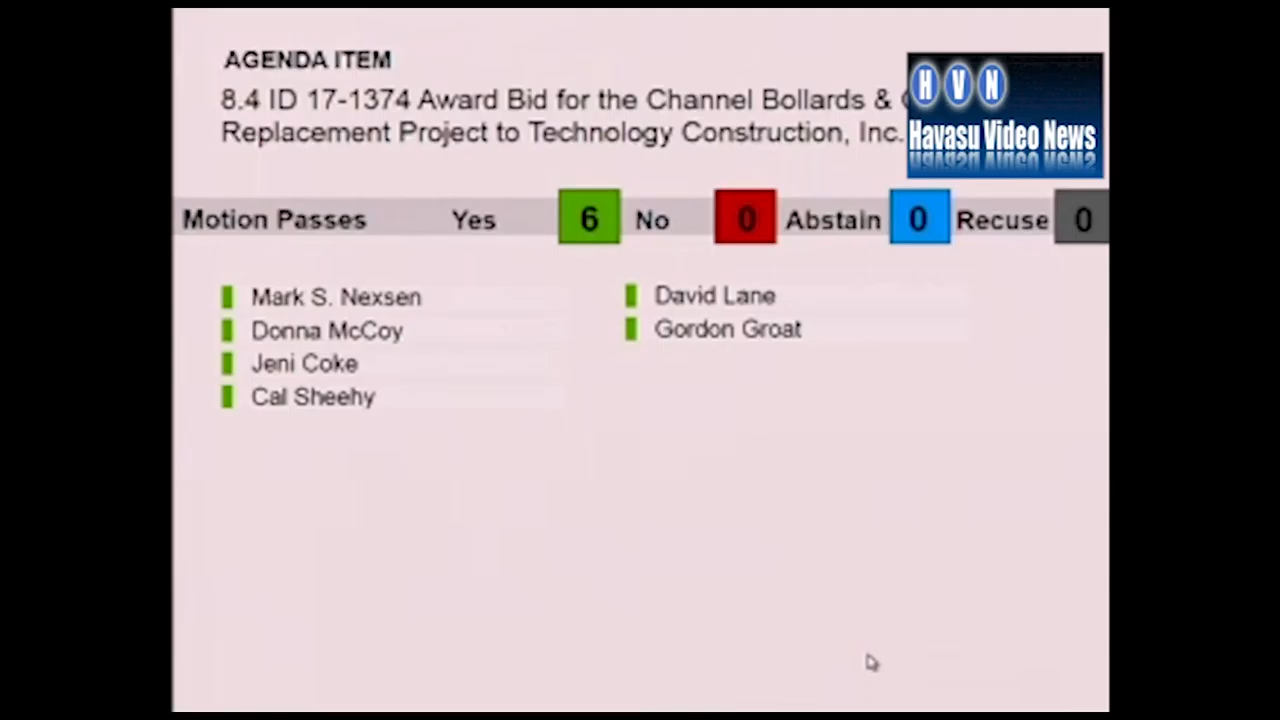 AGENDA ITEM
8.4 ID 17-1374 Award Bid for the Channel Bollards &
Replacement Project to Technology Construction, Inc.
H V N
Havasu Video News
Motion Passes Yes 6 No 0 Abstain 0 Recuse 0
Mark S. Nexsen
Donna McCoy
Jeni Coke
Cal Sheehy
David Lane
Gordon Groat